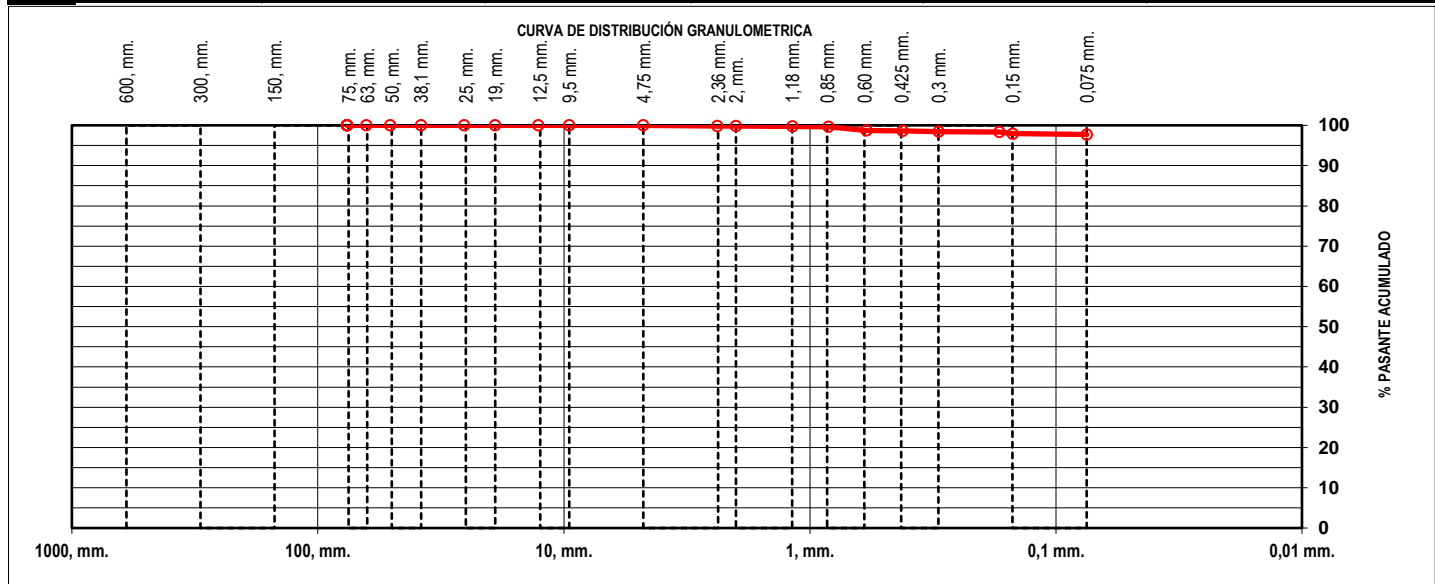 CURVA DE DISTRIBUCIÓN GRANULOMETRICA
600, mm.
300, mm.
150, mm.
75, mm.
63, mm.
50, mm.
38,1 mm.
25, mm.
19, mm.
12,5 mm.
9,5 mm.
4,75 mm.
2,36 mm.
2, mm.
1,18 mm.
0,85 mm.
0,60 mm.
0,425 mm.
0,3 mm.
0,15 mm.
0,075 mm.
100
90
80
70
60
50
40
30
20
10
0
% PASANTE ACUMULADO
1000, mm.
100, mm.
10, mm.
1, mm.
0,1 mm.
0,01 mm.